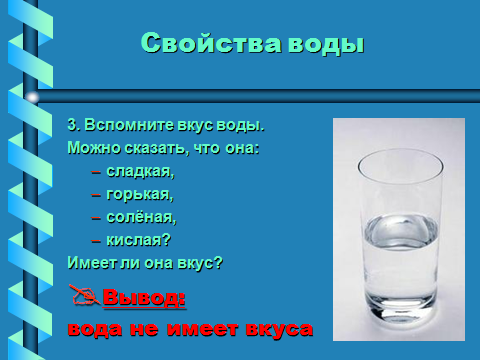 Свойства воды
3. Вспомните вкус воды.
Можно сказать, что она:
– сладкая,
– горькая,
– солёная,
– кислая?
Имеет ли она вкус?
Вывод:
вода не имеет вкуса